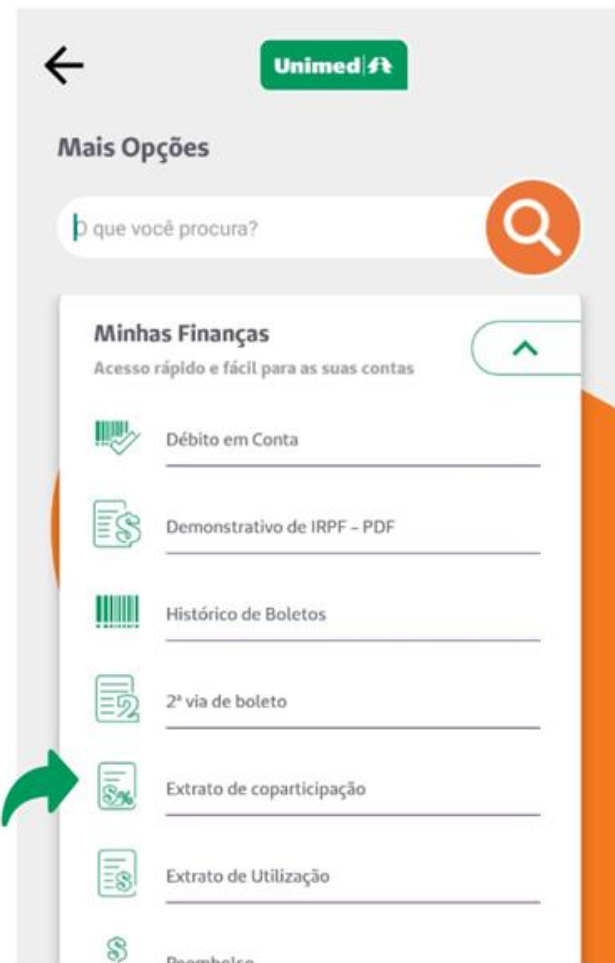 Unimed
Mais Opções
O que você procura?
Minhas Finanças
Acesso rápido e fácil para as suas contas
Débito em Conta
Demonstrativo de IRPF – PDF
Histórico de Boletos
2ª via de boleto
Extrato de coparticipação
Extrato de Utilização
Reembolso